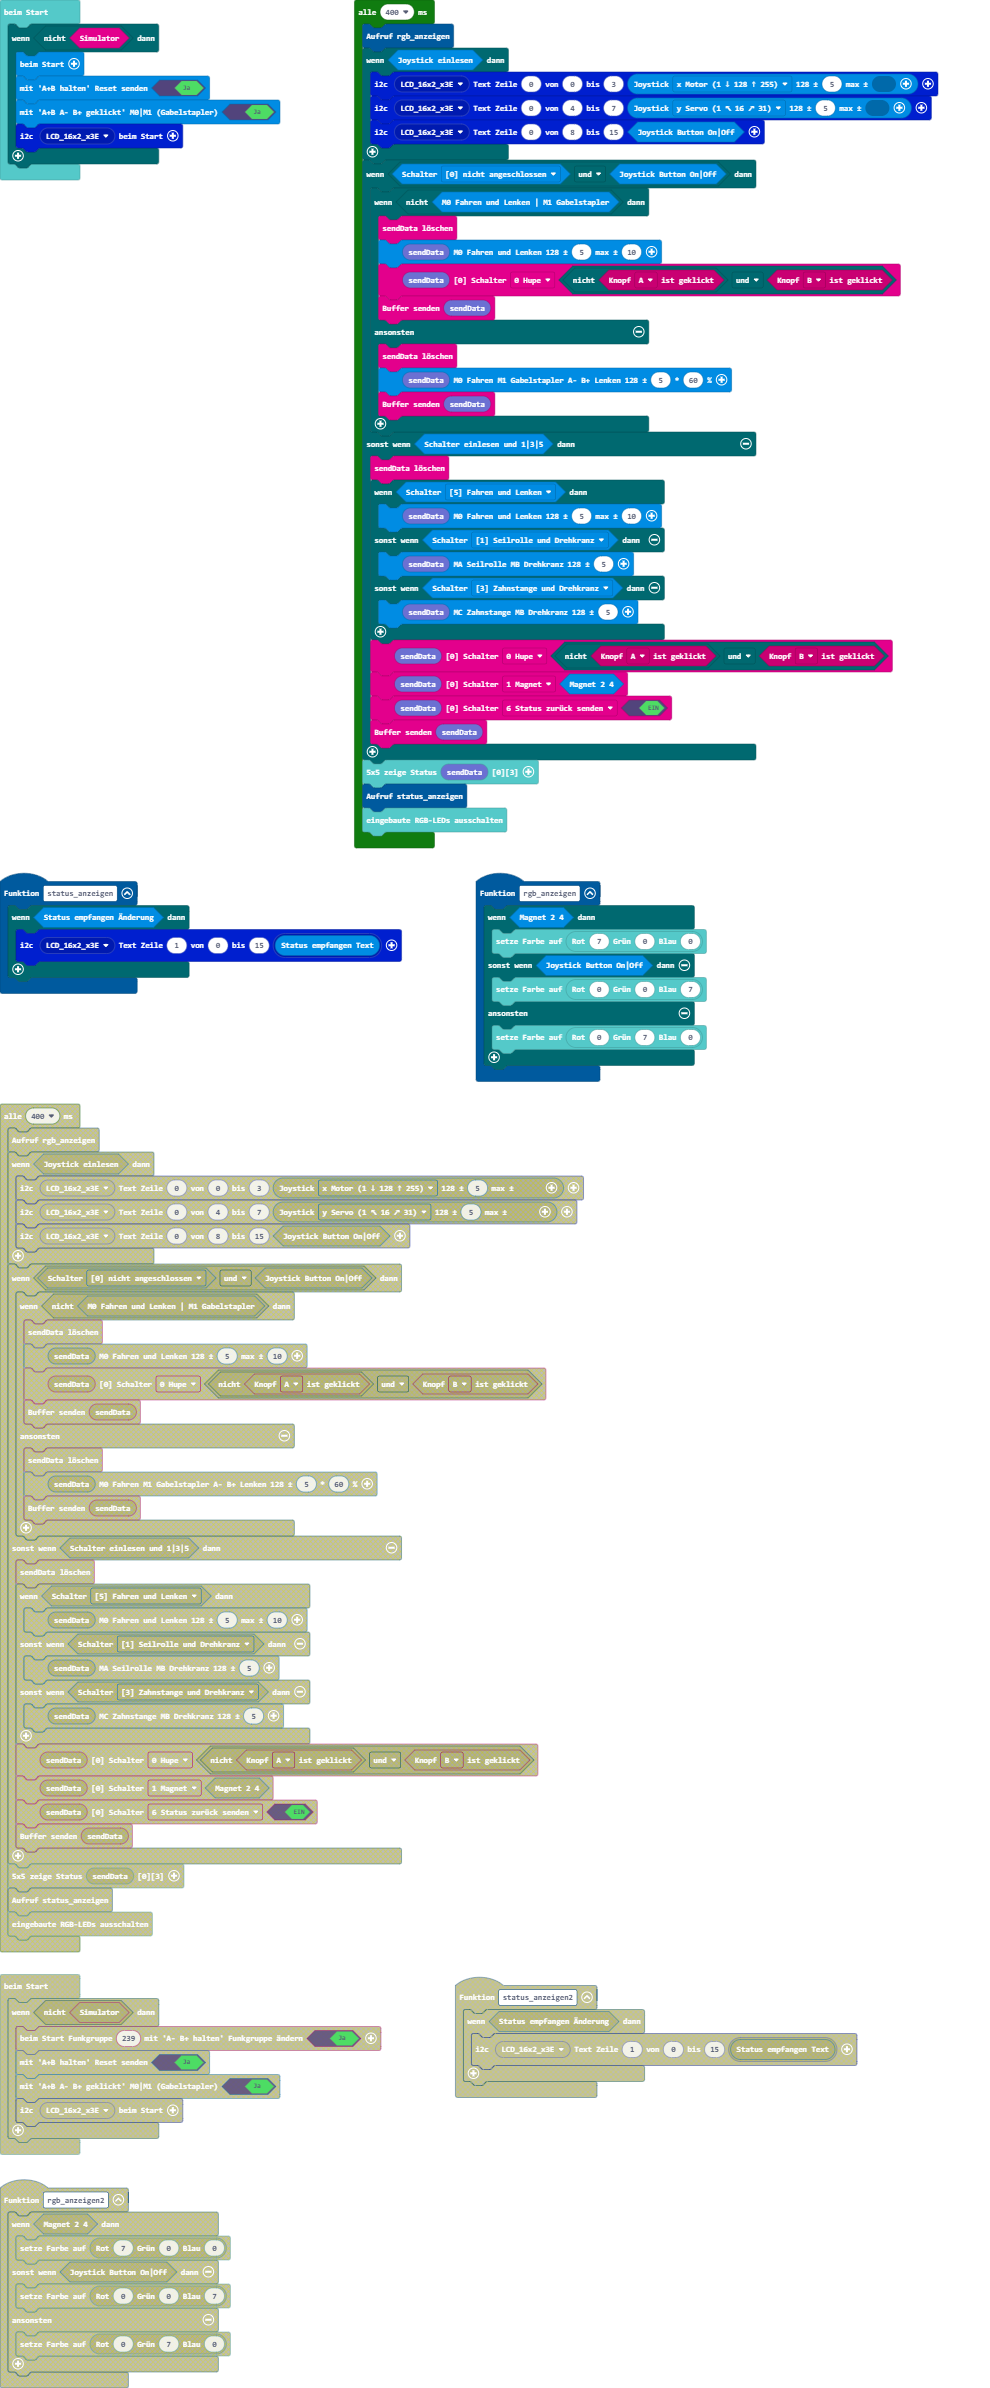 beim Start
wenn nicht Simulator dann
beim Start
mit 'A+B halten' Reset senden Ja
mit 'A+B A- B+ geklickt' M0|M1 (Gabelstapler) Ja
i2c LCD_16x2_x3E beim Start
alle 400 ms
Aufruf rgb_anzeigen
wenn Joystick einlesen dann
i2c LCD_16x2_x3E Text Zeile 0 von 0 bis 3 Joystick x Motor (1 ↓ 128 ↑ 255) 128 ± 5 max ±
i2c LCD_16x2_x3E Text Zeile 0 von 4 bis 7 Joystick y Servo (1 ↖ 16 ↗ 31) 128 ± 5 max ±
i2c LCD_16x2_x3E Text Zeile 0 von 8 bis 15 Joystick Button On|Off
wenn Schalter [0] nicht angeschlossen und Joystick Button On|Off dann
wenn nicht M0 Fahren und Lenken | M1 Gabelstapler dann
sendData löschen
sendData M0 Fahren und Lenken 128 ± 5 max ± 10
sendData [0] Schalter 0 Hupe nicht Knopf A ist geklickt und Knopf B ist geklickt
Buffer senden sendData
ansonsten
sendData löschen
sendData M0 Fahren M1 Gabelstapler A- B+ Lenken 128 ± 5 * 60 %
Buffer senden sendData
sonst wenn Schalter einlesen und 1|3|5 dann
sendData löschen
wenn Schalter [5] Fahren und Lenken dann
sendData M0 Fahren und Lenken 128 ± 5 max ± 10
sonst wenn Schalter [1] Seilrolle und Drehkranz dann
sendData MA Seilrolle MB Drehkranz 128 ± 5
sonst wenn Schalter [3] Zahnstange und Drehkranz dann
sendData MC Zahnstange MB Drehkranz 128 ± 5
sendData [0] Schalter 0 Hupe nicht Knopf A ist geklickt und Knopf B ist geklickt
sendData [0] Schalter 1 Magnet Magnet 2 4
sendData [0] Schalter 6 Status zurück senden EIN
Buffer senden sendData
5x5 zeige Status sendData [0][3]
Aufruf status_anzeigen
eingebaute RGB-LEDs ausschalten
Funktion status_anzeigen
wenn Status empfangen Änderung dann
i2c LCD_16x2_x3E Text Zeile 1 von 0 bis 15 Status empfangen Text
Funktion rgb_anzeigen
wenn Magnet 2 4 dann
setze Farbe auf Rot 7 Grün 0 Blau 0
sonst wenn Joystick Button On|Off dann
setze Farbe auf Rot 0 Grün 0 Blau 7
ansonsten
setze Farbe auf Rot 0 Grün 7 Blau 0
alle 400 ms
Aufruf rgb_anzeigen
wenn Joystick einlesen dann
i2c LCD_16x2_x3E Text Zeile 0 von 0 bis 3 Joystick x Motor (1 ↓ 128 ↑ 255) 128 ± 5 max ±
i2c LCD_16x2_x3E Text Zeile 0 von 4 bis 7 Joystick y Servo (1 ↖ 16 ↗ 31) 128 ± 5 max ±
i2c LCD_16x2_x3E Text Zeile 0 von 8 bis 15 Joystick Button On|Off
wenn Schalter [0] nicht angeschlossen und Joystick Button On|Off dann
wenn nicht M0 Fahren und Lenken | M1 Gabelstapler dann
sendData löschen
sendData M0 Fahren und Lenken 128 ± 5 max ± 10
sendData [0] Schalter 0 Hupe nicht Knopf A ist geklickt und Knopf B ist geklickt
Buffer senden sendData
ansonsten
sendData löschen
sendData M0 Fahren M1 Gabelstapler A- B+ Lenken 128 ± 5 * 60 %
Buffer senden sendData
sonst wenn Schalter einlesen und 1|3|5 dann
sendData löschen
wenn Schalter [5] Fahren und Lenken dann
sendData M0 Fahren und Lenken 128 ± 5 max ± 10
sonst wenn Schalter [1] Seilrolle und Drehkranz dann
sendData MA Seilrolle MB Drehkranz 128 ± 5
sonst wenn Schalter [3] Zahnstange und Drehkranz dann
sendData MC Zahnstange MB Drehkranz 128 ± 5
sendData [0] Schalter 0 Hupe nicht Knopf A ist geklickt und Knopf B ist geklickt
sendData [0] Schalter 1 Magnet Magnet 2 4
sendData [0] Schalter 6 Status zurück senden EIN
Buffer senden sendData
5x5 zeige Status sendData [0][3]
Aufruf status_anzeigen
eingebaute RGB-LEDs ausschalten
beim Start
wenn nicht Simulator dann
beim Start Funkgruppe 239 mit 'A- B+ halten' Funkgruppe ändern Ja
mit 'A+B halten' Reset senden Ja
mit 'A+B A- B+ geklickt' M0|M1 (Gabelstapler) Ja
i2c LCD_16x2_x3E beim Start
Funktion status_anzeigen2
wenn Status empfangen Änderung dann
i2c LCD_16x2_x3E Text Zeile 1 von 0 bis 15 Status empfangen Text
Funktion rgb_anzeigen2
wenn Magnet 2 4 dann
setze Farbe auf Rot 7 Grün 0 Blau 0
sonst wenn Joystick Button On|Off dann
setze Farbe auf Rot 0 Grün 0 Blau 7
ansonsten
setze Farbe auf Rot 0 Grün 7 Blau 0